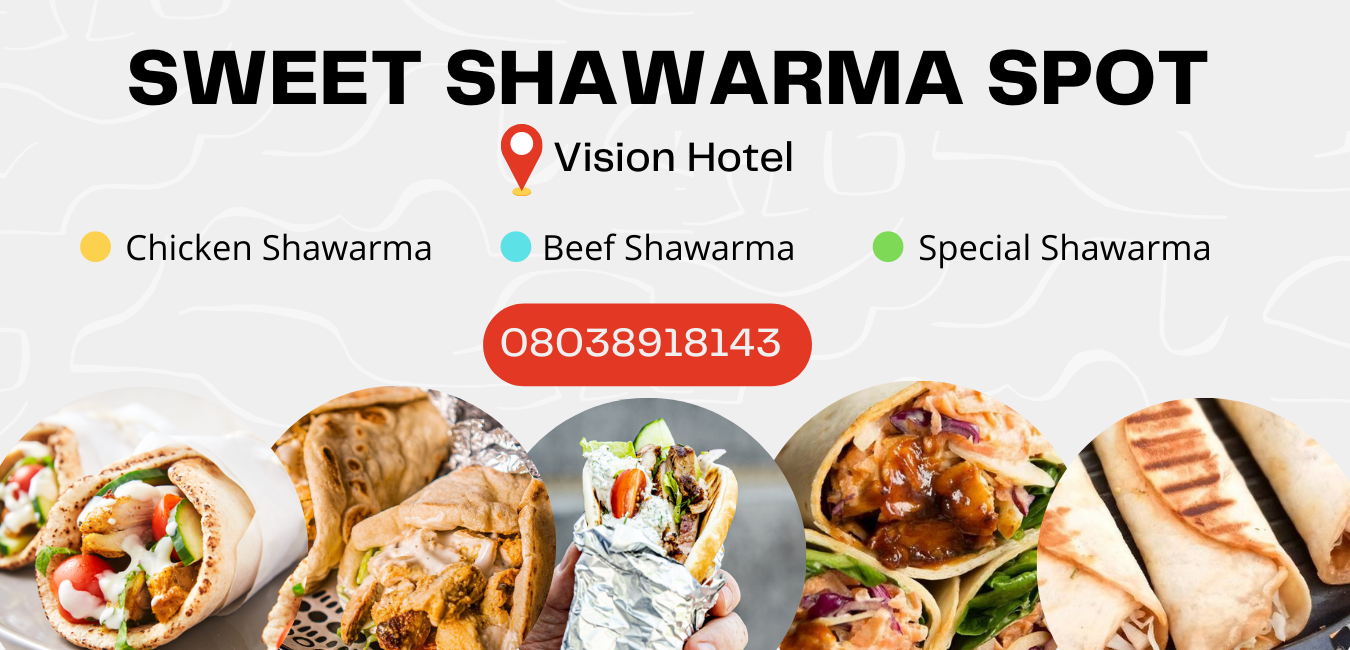 SWEET SHAWARMA SPOT
Vision Hotel
Chicken Shawarma
Beef Shawarma
Special Shawarma
08038918143